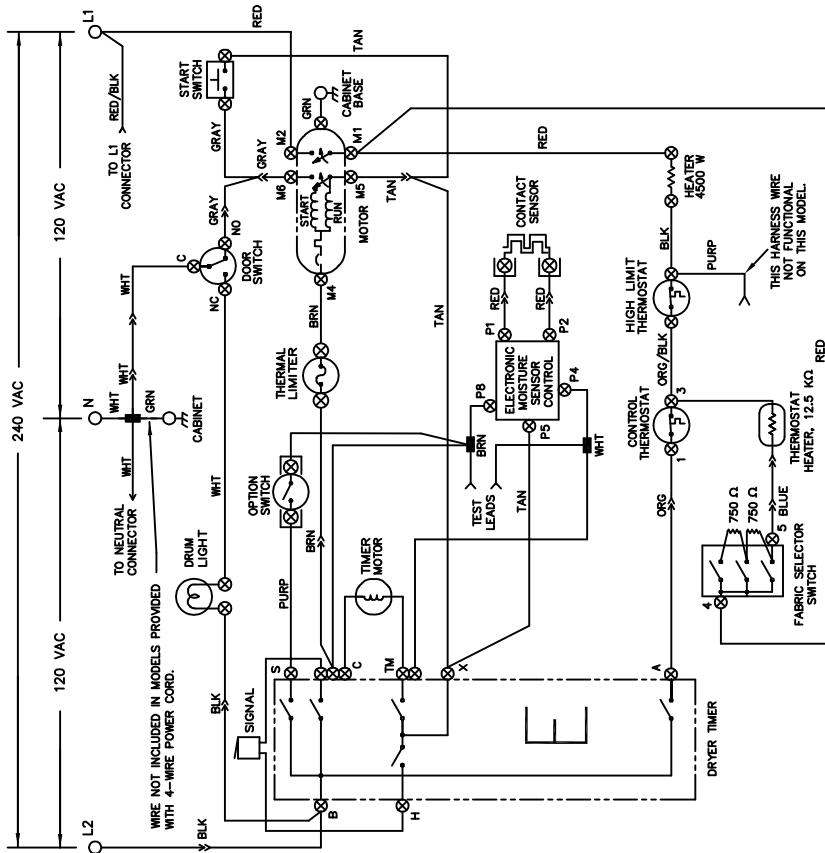 240 VAC
120 VAC
120 VAC
L2
N
L1
BLK
WIRE NOT INCLUDED IN MODELS PROVIDED
WITH 4-WIRE POWER CORD.
TO NEUTRAL
CONNECTOR
WHT
WHT
GRN
CABINET
WHT
WHT
TO L1
CONNECTOR
RED/BLK
RED
DRUM
LIGHT
BLK
WHT
NC
C
NO
DOOR
SWITCH
GRAY
GRAY
START
SWITCH
TAN
SIGNAL
B
H
S
C
TM
X
A
DRYER TIMER
PURP
OPTION
SWITCH
BRN
THERMAL
LIMITER
BRN
M4
MOTOR
START
RUN
M6
M2
M5
M1
GRAY
GRN
CABINET
BASE
TAN
RED
TIMER
MOTOR
TEST
LEADS
BRN
WHT
TAN
TAN
P8
P5
P4
P1
P2
ELECTRONIC
MOISTURE
SENSOR
CONTROL
RED
RED
CONTACT
SENSOR
ORG
1
CONTROL
THERMOSTAT
3
ORG/BLK
HIGH LIMIT
THERMOSTAT
BLK
PURP
HEATER
4500 W
THIS HARNESS WIRE
NOT FUNCTIONAL
ON THIS MODEL.
4
750 Ω
750 Ω
5
BLUE
FABRIC SELECTOR
SWITCH
THERMOSTAT
HEATER, 12.5 KΩ
RED